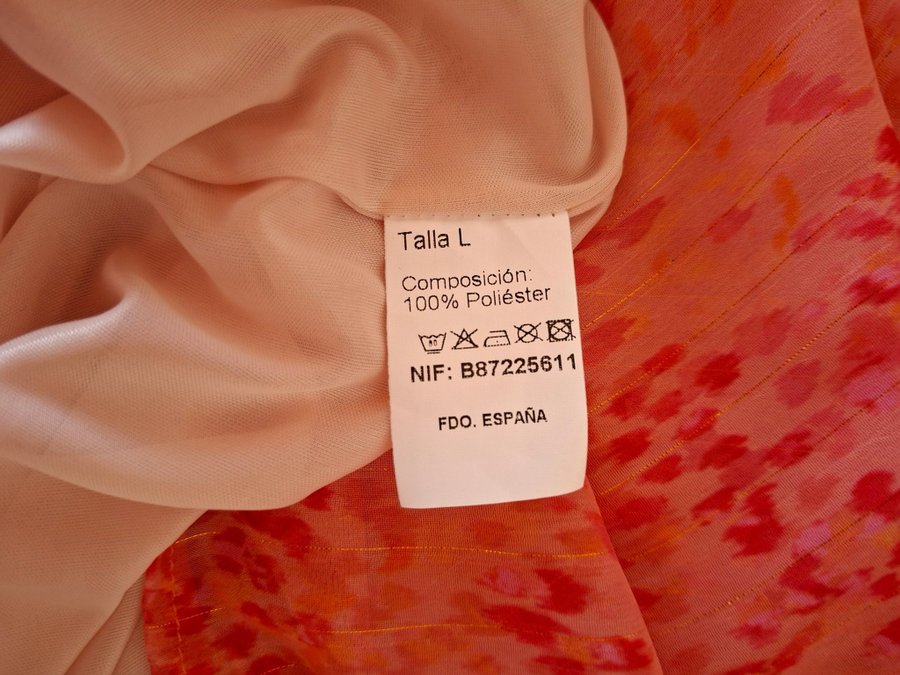 Talla L
Composición:
100% Poliéster
NIF: B87225611
FDO. ESPAÑA